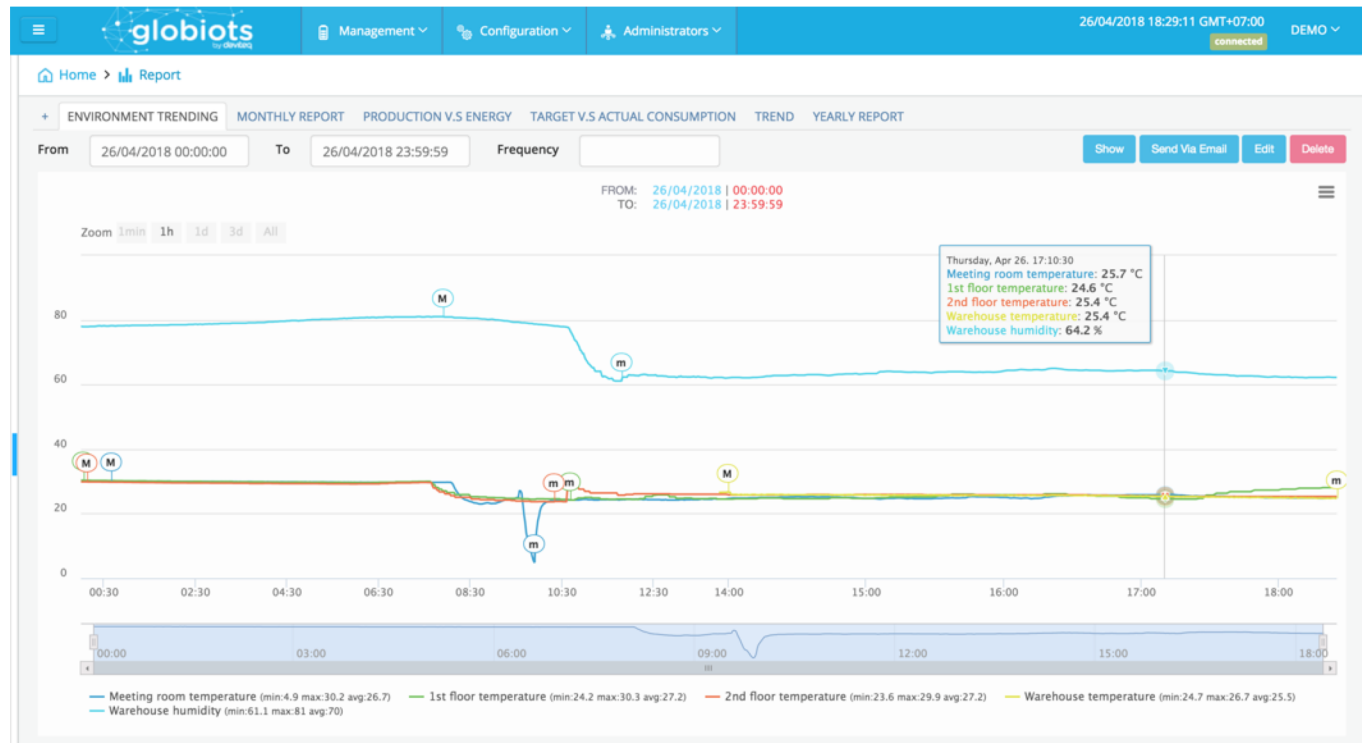 globiots
by deverq
Management
Configuration
Administrators
26/04/2018 18:29:11 GMT+07:00
connected
DEMO
Home > Report
+ ENVIRONMENT TRENDING MONTHLY REPORT PRODUCTION V.S ENERGY TARGET V.S ACTUAL CONSUMPTION TREND YEARLY REPORT
From 26/04/2018 00:00:00 To 26/04/2018 23:59:59 Frequency Show Send Via Email Edit Delete
FROM: 26/04/2018 | 00:00:00
TO: 26/04/2018 | 23:59:59
Zoom 1min 1h 1d 3d All
Thursday, Apr 26. 17:10:30
Meeting room temperature: 25.7 °C
1st floor temperature: 24.6 °C
2nd floor temperature: 25.4 °C
Warehouse temperature: 25.4 °C
Warehouse humidity: 64.2 %
M
80
m
60
40
M M M
m m m
20
m
0
00:30 02:30 04:30 06:30 08:30 10:30 12:30 14:00 15:00 16:00 17:00 18:00
00:00 03:00 06:00 09:00 12:00 15:00 18:00
Meeting room temperature (min:4.9 max:30.2 avg:26.7) 1st floor temperature (min:24.2 max:30.3 avg:27.2) 2nd floor temperature (min:23.6 max:29.9 avg:27.2) Warehouse temperature (min:24.7 max:26.7 avg:25.5)
Warehouse humidity (min:61.1 max:81 avg:70)